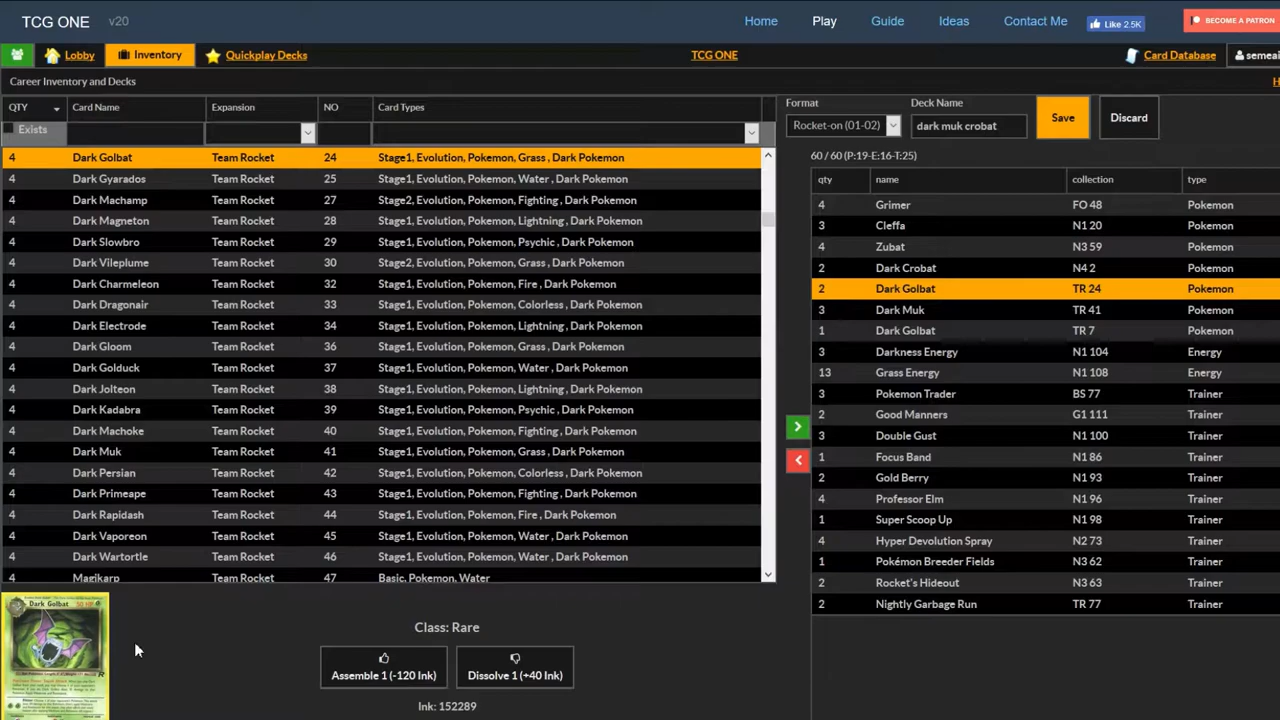 TCG ONE v20 Home Play Guide Ideas Contact Me Like 2.5K BECOME A PATRON
Lobby Inventory Quickplay Decks TCG ONE Card Database semeai
Career Inventory and Decks
QTY Card Name Expansion NO Card Types
Exists
4 Dark Golbat Team Rocket 24 Stage1, Evolution, Pokemon, Grass , Dark Pokemon
4 Dark Gyarados Team Rocket 25 Stage1, Evolution, Pokemon, Water , Dark Pokemon
4 Dark Machamp Team Rocket 27 Stage2, Evolution, Pokemon, Fighting , Dark Pokemon
4 Dark Magneton Team Rocket 28 Stage1, Evolution, Pokemon, Lightning , Dark Pokemon
4 Dark Slowbro Team Rocket 29 Stage1, Evolution, Pokemon, Psychic , Dark Pokemon
4 Dark Vileplume Team Rocket 30 Stage2, Evolution, Pokemon, Grass , Dark Pokemon
4 Dark Charmeleon Team Rocket 32 Stage1, Evolution, Pokemon, Fire , Dark Pokemon
4 Dark Dragonair Team Rocket 33 Stage1, Evolution, Pokemon, Colorless , Dark Pokemon
4 Dark Electrode Team Rocket 34 Stage1, Evolution, Pokemon, Lightning , Dark Pokemon
4 Dark Gloom Team Rocket 36 Stage1, Evolution, Pokemon, Grass , Dark Pokemon
4 Dark Golduck Team Rocket 37 Stage1, Evolution, Pokemon, Water , Dark Pokemon
4 Dark Jolteon Team Rocket 38 Stage1, Evolution, Pokemon, Lightning , Dark Pokemon
4 Dark Kadabra Team Rocket 39 Stage1, Evolution, Pokemon, Psychic , Dark Pokemon
4 Dark Machoke Team Rocket 40 Stage1, Evolution, Pokemon, Fighting , Dark Pokemon
4 Dark Muk Team Rocket 41 Stage1, Evolution, Pokemon, Grass , Dark Pokemon
4 Dark Persian Team Rocket 42 Stage1, Evolution, Pokemon, Colorless , Dark Pokemon
4 Dark Primeape Team Rocket 43 Stage1, Evolution, Pokemon, Fighting , Dark Pokemon
4 Dark Rapidash Team Rocket 44 Stage1, Evolution, Pokemon, Fire , Dark Pokemon
4 Dark Vaporeon Team Rocket 45 Stage1, Evolution, Pokemon, Water , Dark Pokemon
4 Dark Wartortle Team Rocket 46 Stage1, Evolution, Pokemon, Water , Dark Pokemon
4 Magikarp Team Rocket 47 Basic, Pokemon, Water
Dark Golbat 50 HP
Class: Rare
Assemble 1 (-120 Ink) Dissolve 1 (+40 Ink)
Ink: 152289
Format Deck Name
Rocket-on (01-02) dark muk crobat Save Discard
60 / 60 (P:19-E:16-T:25)
qty name collection type
4 Grimer FO 48 Pokemon
3 Cleffa N1 20 Pokemon
4 Zubat N3 59 Pokemon
2 Dark Crobat N4 2 Pokemon
2 Dark Golbat TR 24 Pokemon
3 Dark Muk TR 41 Pokemon
1 Dark Golbat TR 7 Pokemon
3 Darkness Energy N1 104 Energy
13 Grass Energy N1 108 Energy
3 Pokemon Trader BS 77 Trainer
2 Good Manners G1 111 Trainer
3 Double Gust N1 100 Trainer
1 Focus Band N1 86 Trainer
2 Gold Berry N1 93 Trainer
4 Professor Elm N1 96 Trainer
1 Super Scoop Up N1 98 Trainer
4 Hyper Devolution Spray N2 73 Trainer
1 Pokémon Breeder Fields N3 62 Trainer
2 Rocket's Hideout N3 63 Trainer
2 Nightly Garbage Run TR 77 Trainer